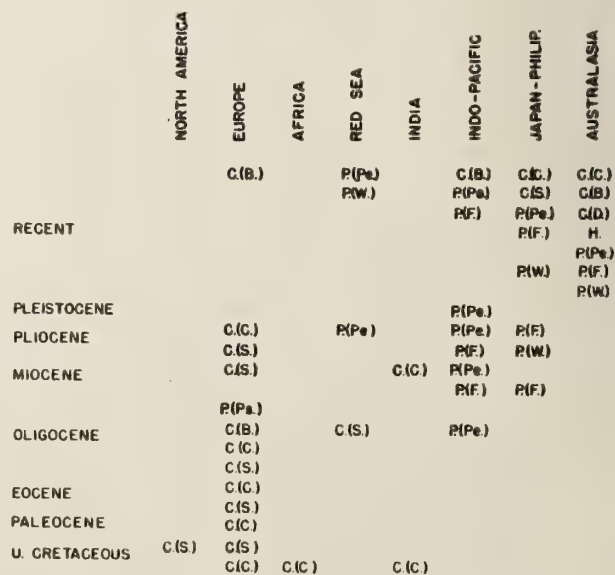 NORTH AMERICA EUROPE AFRICA RED SEA INDIA INDO-PACIFIC JAPAN-PHILIP. AUSTRALASIA
C.(B.) P.(Pe.) C.(B.) C.(C.) C.(C.)
P.(W.) P.(Pe.) C.(S.) C.(B.)
P.(F.) P.(Pe.) C.(D.)
RECENT P.(F.) H.
P.(Pe.)
P.(W.) P.(F.)
P.(W.)
PLEISTOCENE P.(Pe.)
PLIOCENE C.(C.) P.(Pe.) P.(Pe.) P.(F.)
C.(S.) P.(F.) P.(W.)
MIOCENE C.(S.) C.(C.) P.(Pe.)
P.(F.) P.(F.)
P.(Pa.)
OLIGOCENE C.(B.) C.(S.) P.(Pe.)
C.(C.)
C.(S.)
EOCENE C.(C.)
C.(S.)
PALEOCENE C.(C.)
U. CRETACEOUS C.(S.) C.(S)
C.(C.) C.(C) C.(C.)